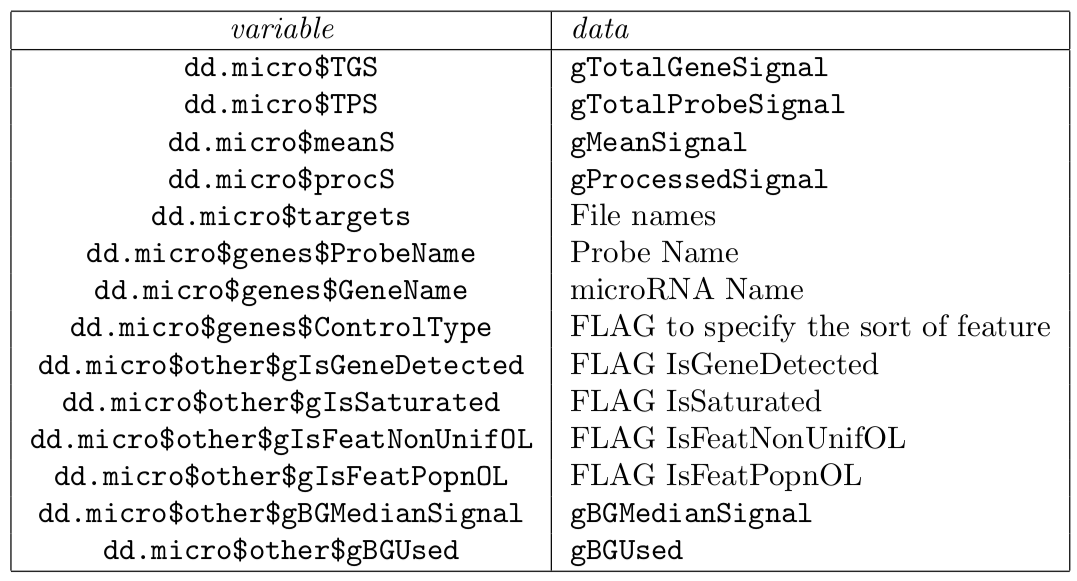 variable data
dd.micro$TGS gTotalGeneSignal
dd.micro$TPS gTotalProbeSignal
dd.micro$meanS gMeanSignal
dd.micro$procS gProcessedSignal
dd.micro$targets File names
dd.micro$genes$ProbeName Probe Name
dd.micro$genes$GeneName microRNA Name
dd.micro$genes$ControlType FLAG to specify the sort of feature
dd.micro$other$gIsGeneDetected FLAG IsGeneDetected
dd.micro$other$gIsSaturated FLAG IsSaturated
dd.micro$other$gIsFeatNonUnifOL FLAG IsFeatNonUnifOL
dd.micro$other$gIsFeatPopnOL FLAG IsFeatPopnOL
dd.micro$other$gBGMedianSignal gBGMedianSignal
dd.micro$other$gBGUsed gBGUsed